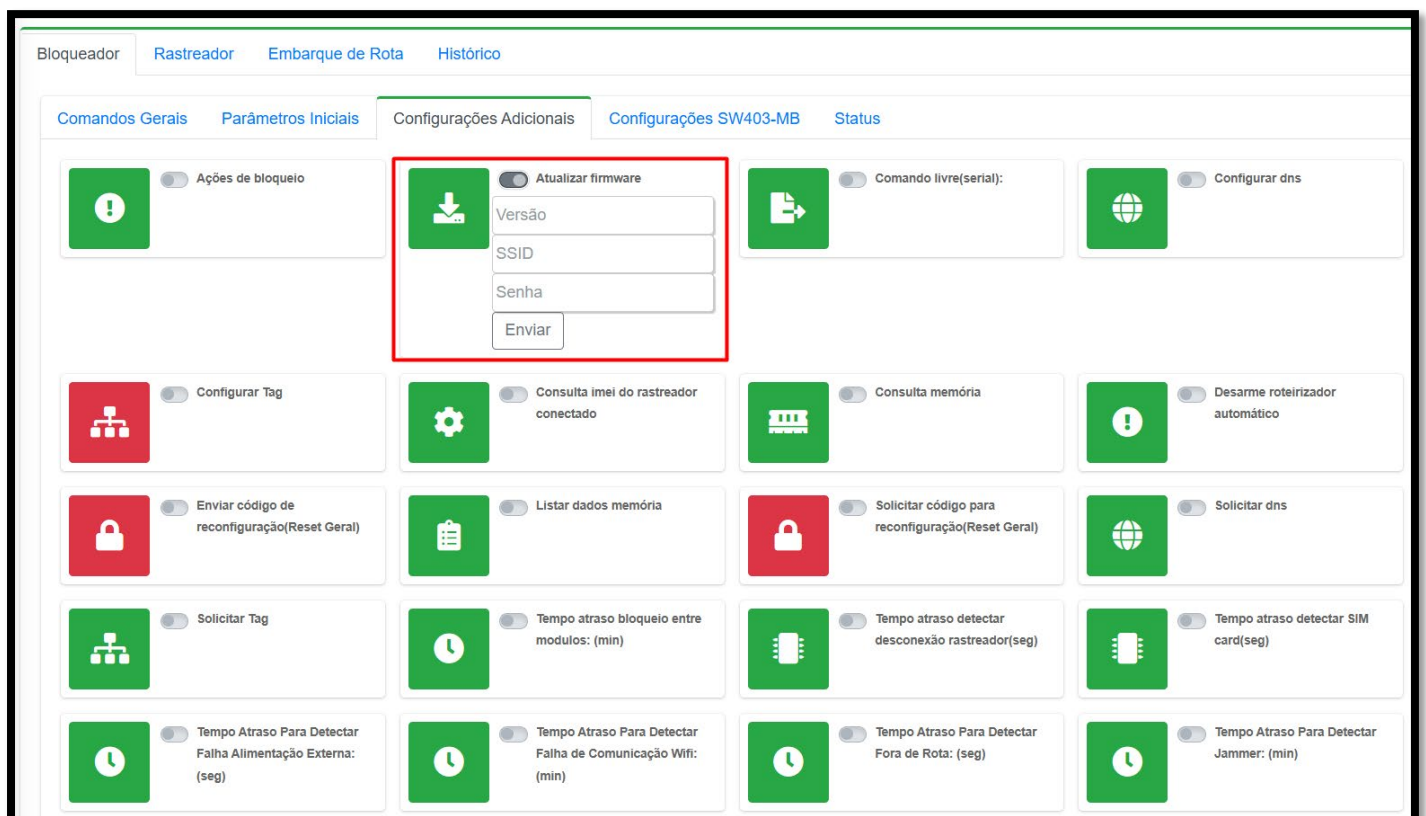 Bloqueador Rastreador Embarque de Rota Histórico
Comandos Gerais Parâmetros Iniciais Configurações Adicionais Configurações SW403-MB Status
Ações de bloqueio
Atualizar firmware
Versão
SSID
Senha
Enviar
Comando livre(serial):
Configurar dns
Configurar Tag
Consulta imei do rastreador
conectado
Consulta memória
Desarme roteirizador
automático
Enviar código de
reconfiguração(Reset Geral)
Listar dados memória
Solicitar código para
reconfiguração(Reset Geral)
Solicitar dns
Solicitar Tag
Tempo atraso bloqueio entre
modulos: (min)
Tempo atraso detectar
desconexão rastreador(seg)
Tempo atraso detectar SIM
card(seg)
Tempo Atraso Para Detectar
Falha Alimentação Externa:
(seg)
Tempo Atraso Para Detectar
Falha de Comunicação Wifi:
(min)
Tempo Atraso Para Detectar
Fora de Rota: (seg)
Tempo Atraso Para Detectar
Jammer: (min)